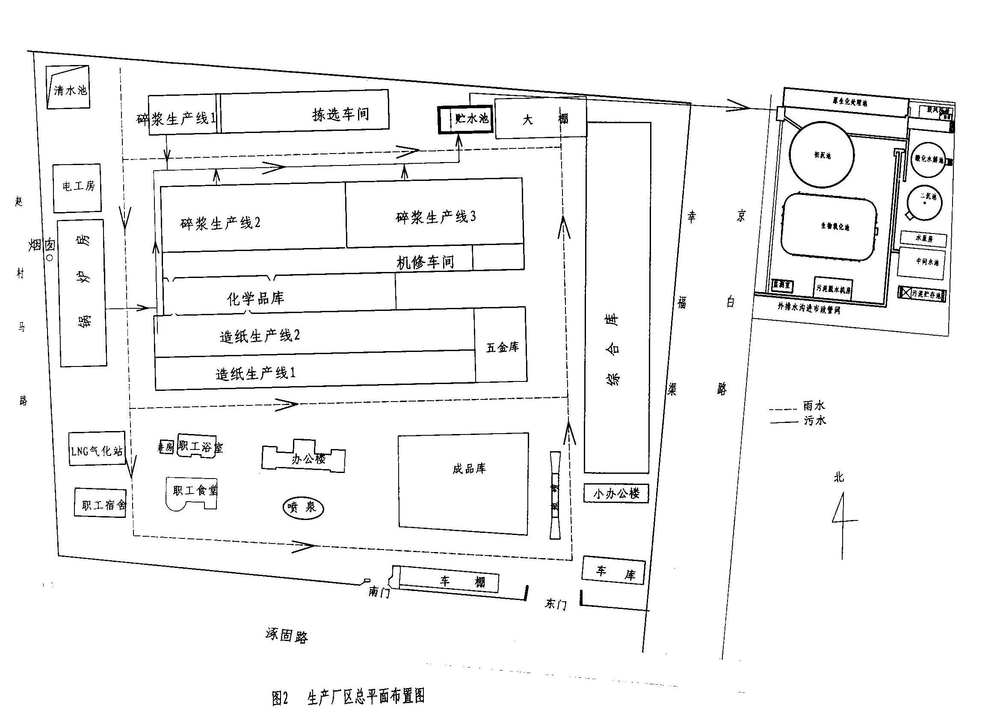 清水池
碎浆生产线1
拣选车间
贮水池
大棚
原生化处理池
鼓风机房
初沉池
酸化水解池
二沉池
生物氧化池
水泵房
中间水池
监测室
污泥脱水机房
污泥贮存池
外排水沟进市政管网
电工房
赵村马路
烟囱
锅炉房
碎浆生产线2
碎浆生产线3
机修车间
化学品库
造纸生产线2
造纸生产线1
五金库
综合库
幸福渠
京白路
雨水
污水
LNG气化站
井房
职工浴室
办公楼
成品库
职工宿舍
职工食堂
喷泉
小办公楼
北
车棚
车库
南门
东门
涿固路
图2 生产厂区总平面布置图